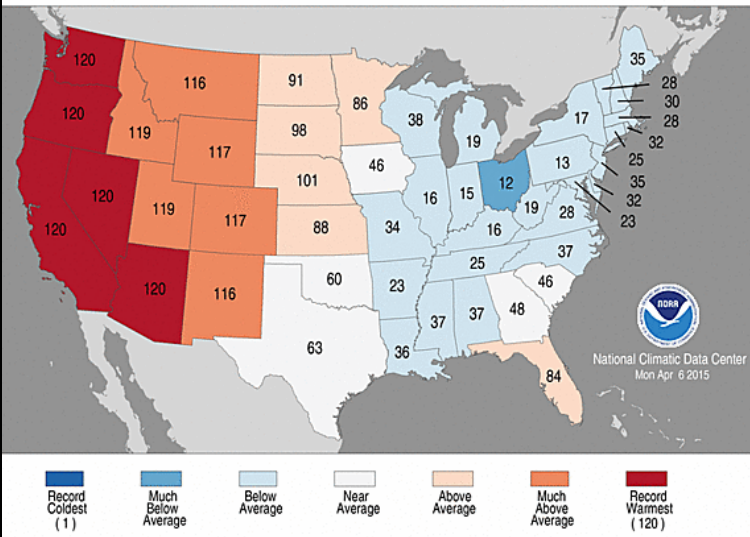 120
116
91
86
35
28
30
28
32
25
35
32
23
120
119
117
98
38
19
17
13
12
120
120
119
117
101
46
16
15
19
28
88
34
16
37
25
120
116
60
23
46
48
37
37
36
63
84
NOAA
National Climatic Data Center
Mon Apr 6 2015
Record
Coldest
( 1 )
Much
Below
Average
Below
Average
Near
Average
Above
Average
Much
Above
Average
Record
Warmest
( 120 )